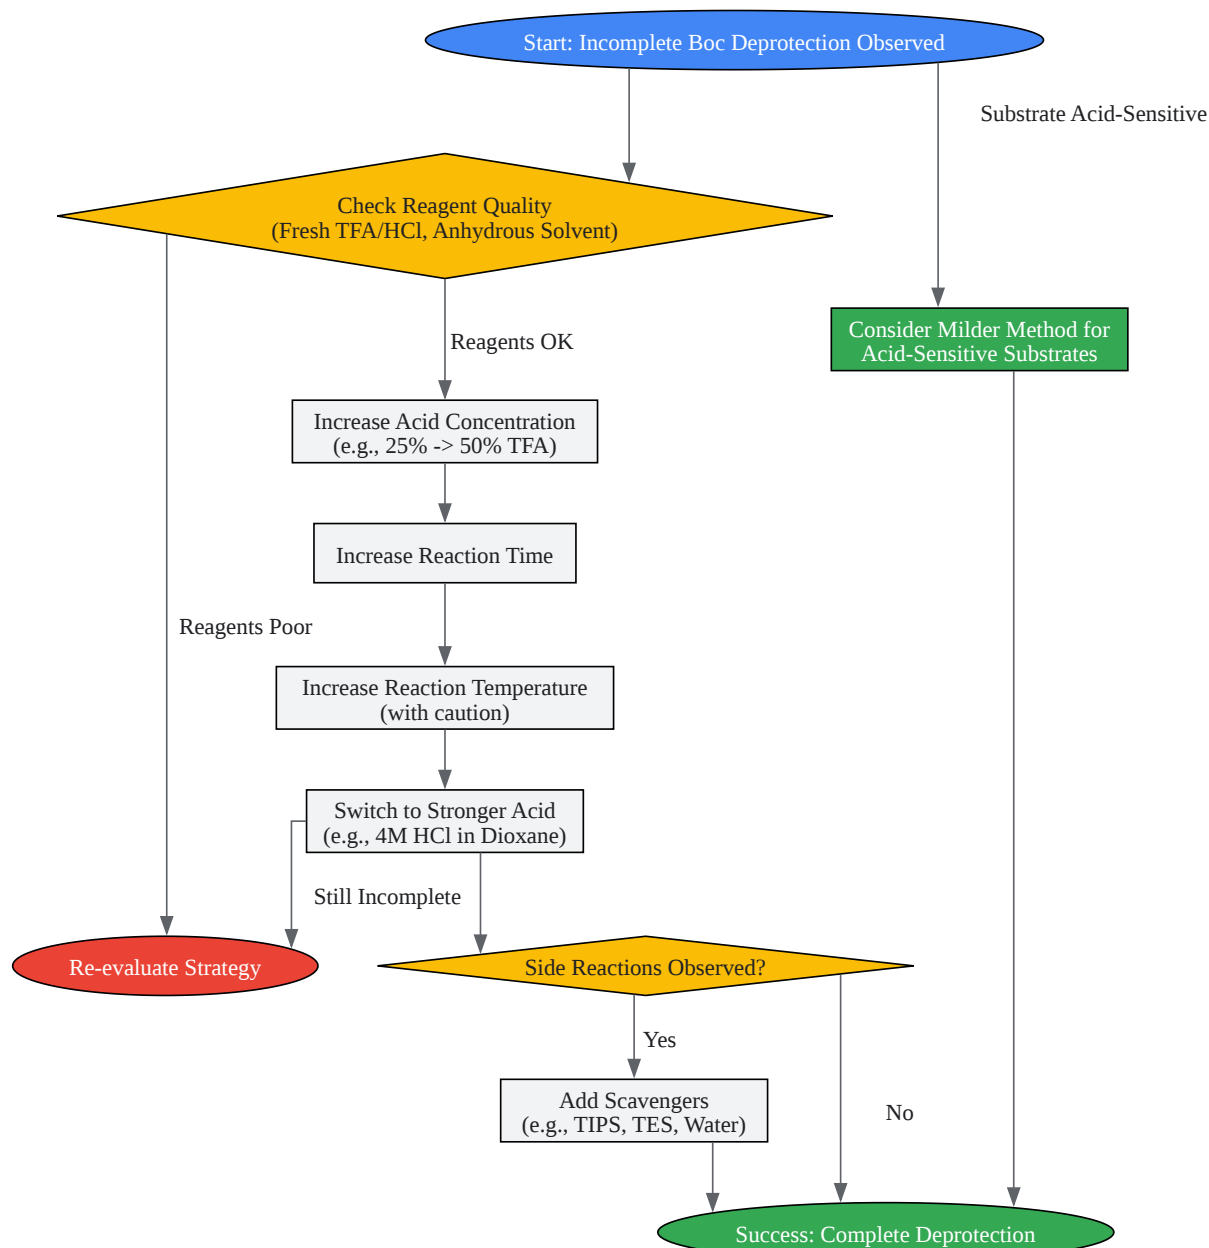 Start: Incomplete Boc Deprotection Observed
Substrate Acid-Sensitive
Check Reagent Quality
(Fresh TFA/HCl, Anhydrous Solvent)
Reagents OK
Consider Milder Method for
Acid-Sensitive Substrates
Increase Acid Concentration
(e.g., 25% -> 50% TFA)
Increase Reaction Time
Reagents Poor
Increase Reaction Temperature
(with caution)
Switch to Stronger Acid
(e.g., 4M HCl in Dioxane)
Still Incomplete
Re-evaluate Strategy
Side Reactions Observed?
Yes
Add Scavengers
(e.g., TIPS, TES, Water)
No
Success: Complete Deprotection